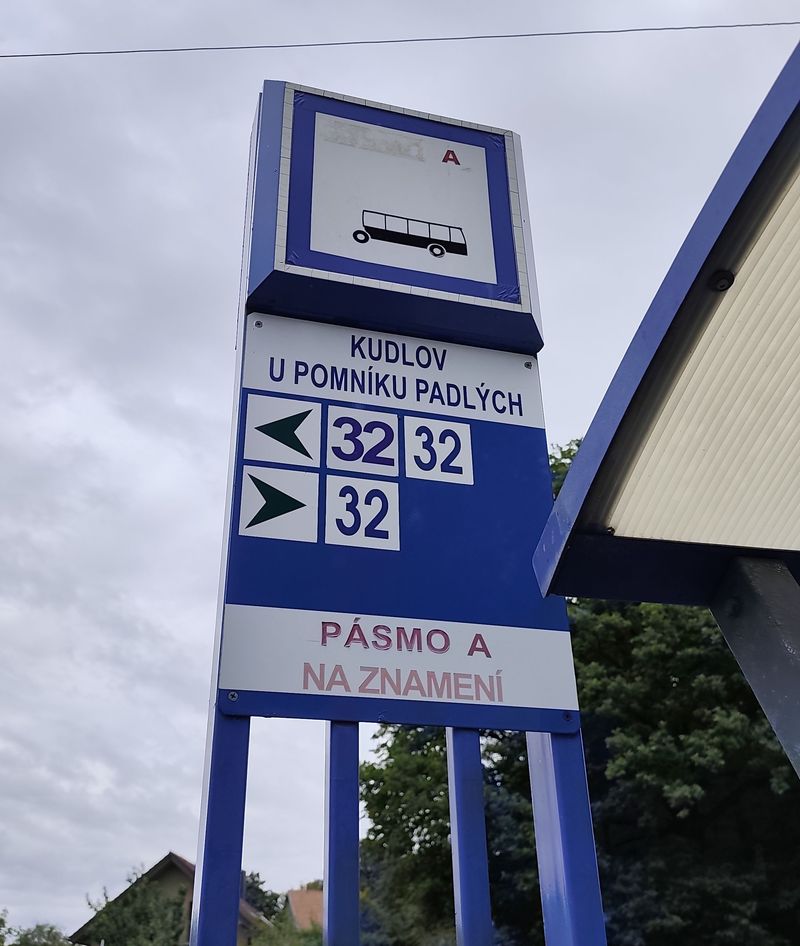 A
KUDLOV
U POMNÍKU PADLÝCH
32 32
32
PÁSMO A
NA ZNAMENÍ